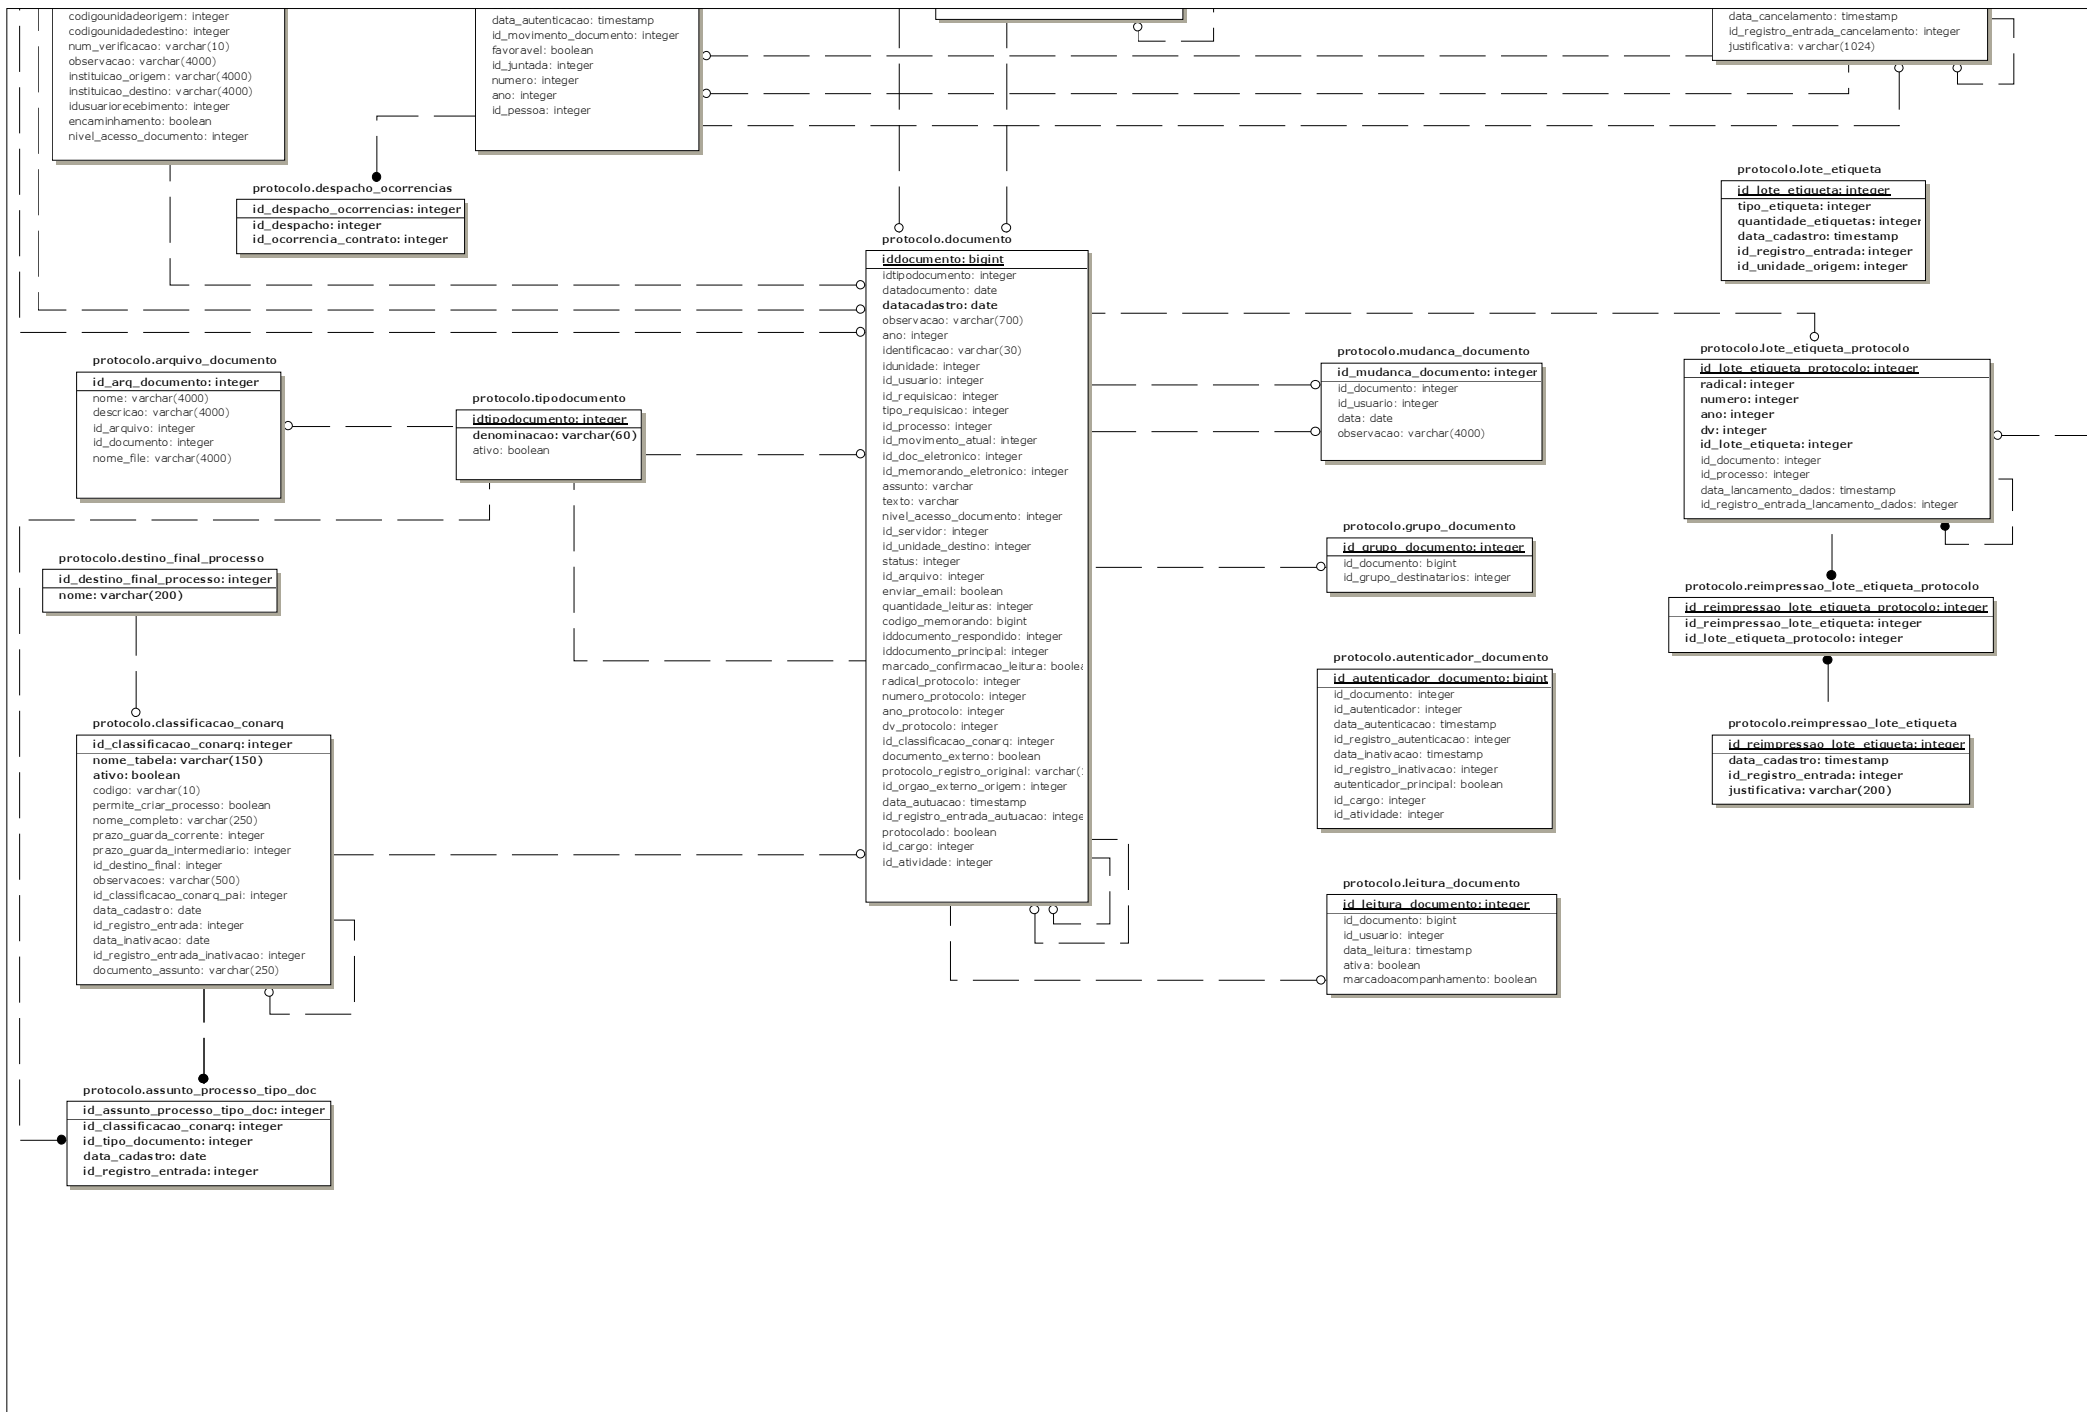 codigounidadeorigem: integer
codigounidadedestino: integer
num_verificacao: varchar(10)
observacao: varchar(4000)
instituicao_origem: varchar(4000)
instituicao_destino: varchar(4000)
idusuariorecebimento: integer
encaminhamento: boolean
nivel_acesso_documento: integer
data_autenticacao: timestamp
id_movimento_documento: integer
favoravel: boolean
id_juntada: integer
numero: integer
ano: integer
id_pessoa: integer
data_cancelamento: timestamp
id_registro_entrada_cancelamento: integer
justificativa: varchar(1024)
protocolo.despacho_ocorrencias
id_despacho_ocorrencias: integer
id_despacho: integer
id_ocorrencia_contrato: integer
protocolo.lote_etiqueta
id_lote_etiqueta: integer
tipo_etiqueta: integer
quantidade_etiquetas: integer
data_cadastro: timestamp
id_registro_entrada: integer
id_unidade_origem: integer
protocolo.documento
iddocumento: bigint
idtipodocumento: integer
datadocumento: date
datacadastro: date
observacao: varchar(700)
ano: integer
identificacao: varchar(30)
idunidade: integer
id_usuario: integer
id_requisicao: integer
tipo_requisicao: integer
id_processo: integer
id_movimento_atual: integer
id_doc_eletronico: integer
id_memorando_eletronico: integer
assunto: varchar
texto: varchar
nivel_acesso_documento: integer
id_servidor: integer
id_unidade_destino: integer
status: integer
id_arquivo: integer
enviar_email: boolean
quantidade_leituras: integer
codigo_memorando: bigint
iddocumento_respondido: integer
iddocumento_principal: integer
marcado_confirmacao_leitura: boolea
radical_protocolo: integer
numero_protocolo: integer
ano_protocolo: integer
dv_protocolo: integer
id_classificacao_conarq: integer
documento_externo: boolean
protocolo_registro_original: varchar(
id_orgao_externo_origem: integer
data_autuacao: timestamp
id_registro_entrada_autuacao: intege
protocolado: boolean
id_cargo: integer
id_atividade: integer
protocolo.arquivo_documento
id_arq_documento: integer
nome: varchar(4000)
descricao: varchar(4000)
id_arquivo: integer
id_documento: integer
nome_file: varchar(4000)
protocolo.tipodocumento
idtipodocumento: integer
denominacao: varchar(60)
ativo: boolean
protocolo.mudanca_documento
id_mudanca_documento: integer
id_documento: integer
id_usuario: integer
data: date
observacao: varchar(4000)
protocolo.lote_etiqueta_protocolo
id_lote_etiqueta_protocolo: integer
radical: integer
numero: integer
ano: integer
dv: integer
id_lote_etiqueta: integer
id_documento: integer
id_processo: integer
data_lancamento_dados: timestamp
id_registro_entrada_lancamento_dados: integer
protocolo.destino_final_processo
id_destino_final_processo: integer
nome: varchar(200)
protocolo.grupo_documento
id_grupo_documento: integer
id_documento: bigint
id_grupo_destinatarios: integer
protocolo.reimpressao_lote_etiqueta_protocolo
id_reimpressao_lote_etiqueta_protocolo: integer
id_reimpressao_lote_etiqueta: integer
id_lote_etiqueta_protocolo: integer
protocolo.autenticador_documento
id_autenticador_documento: bigint
id_documento: integer
id_autenticador: integer
data_autenticacao: timestamp
id_registro_autenticacao: integer
data_inativacao: timestamp
id_registro_inativacao: integer
autenticador_principal: boolean
id_cargo: integer
id_atividade: integer
protocolo.reimpressao_lote_etiqueta
id_reimpressao_lote_etiqueta: integer
data_cadastro: timestamp
id_registro_entrada: integer
justificativa: varchar(200)
protocolo.classificacao_conarq
id_classificacao_conarq: integer
nome_tabela: varchar(150)
ativo: boolean
codigo: varchar(10)
permite_criar_processo: boolean
nome_completo: varchar(250)
prazo_guarda_corrente: integer
prazo_guarda_intermediario: integer
id_destino_final: integer
observacoes: varchar(500)
id_classificacao_conarq_pai: integer
data_cadastro: date
id_registro_entrada: integer
data_inativacao: date
id_registro_entrada_inativacao: integer
documento_assunto: varchar(250)
protocolo.leitura_documento
id_leitura_documento: integer
id_documento: bigint
id_usuario: integer
data_leitura: timestamp
ativa: boolean
marcadoacompanhamento: boolean
protocolo.assunto_processo_tipo_doc
id_assunto_processo_tipo_doc: integer
id_classificacao_conarq: integer
id_tipo_documento: integer
data_cadastro: date
id_registro_entrada: integer